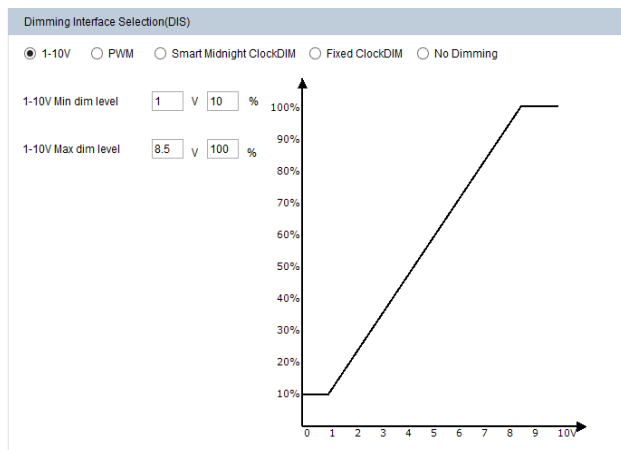 Dimming Interface Selection(DIS)
1-10V PWM Smart Midnight ClockDIM Fixed ClockDIM No Dimming
1-10V Min dim level 1 V 10 %
1-10V Max dim level 8.5 V 100 %
100%
90%
80%
70%
60%
50%
40%
30%
20%
10%
0 1 2 3 4 5 6 7 8 9 10V